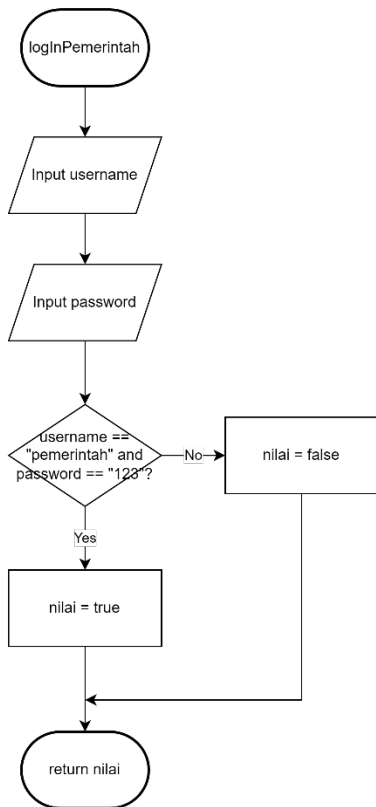 logInPemerintah
Input username
Input password
username ==
"pemerintah" and
password == "123"?
No
nilai = false
Yes
nilai = true
return nilai